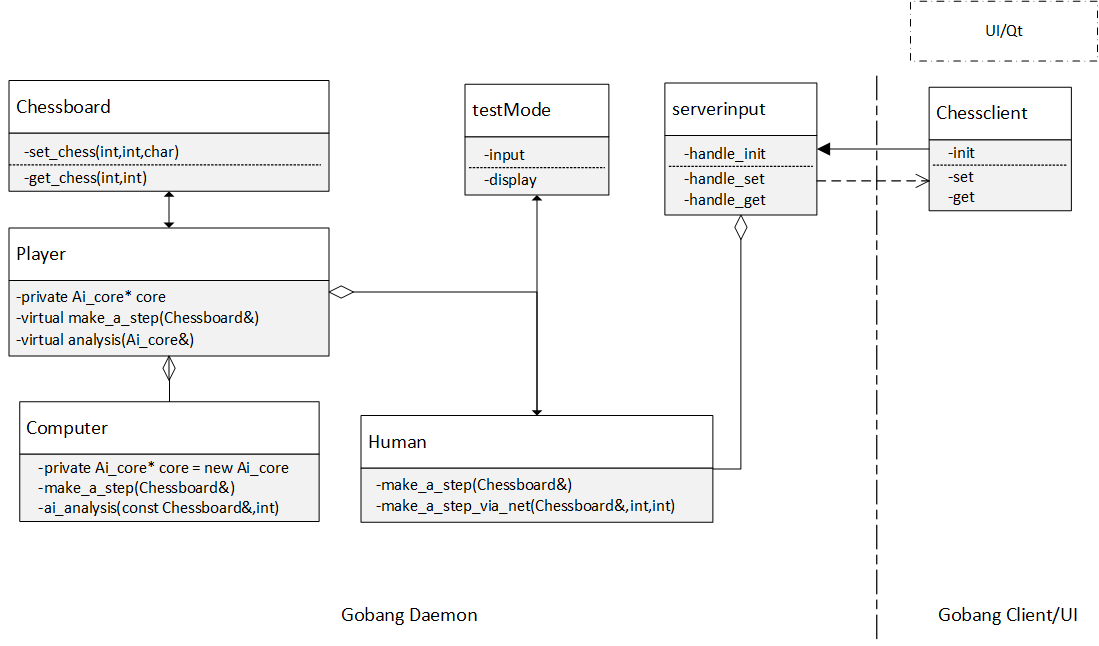 UI/Qt
Chessboard
-set_chess(int,int,char)
-get_chess(int,int)
testMode
-input
-display
serverinput
-handle_init
-handle_set
-handle_get
Chessclient
-init
-set
-get
Player
-private Ai_core* core
-virtual make_a_step(Chessboard&)
-virtual analysis(Ai_core&)
Computer
-private Ai_core* core = new Ai_core
-make_a_step(Chessboard&)
-ai_analysis(const Chessboard&,int)
Human
-make_a_step(Chessboard&)
-make_a_step_via_net(Chessboard&,int,int)
Gobang Daemon
Gobang Client/UI